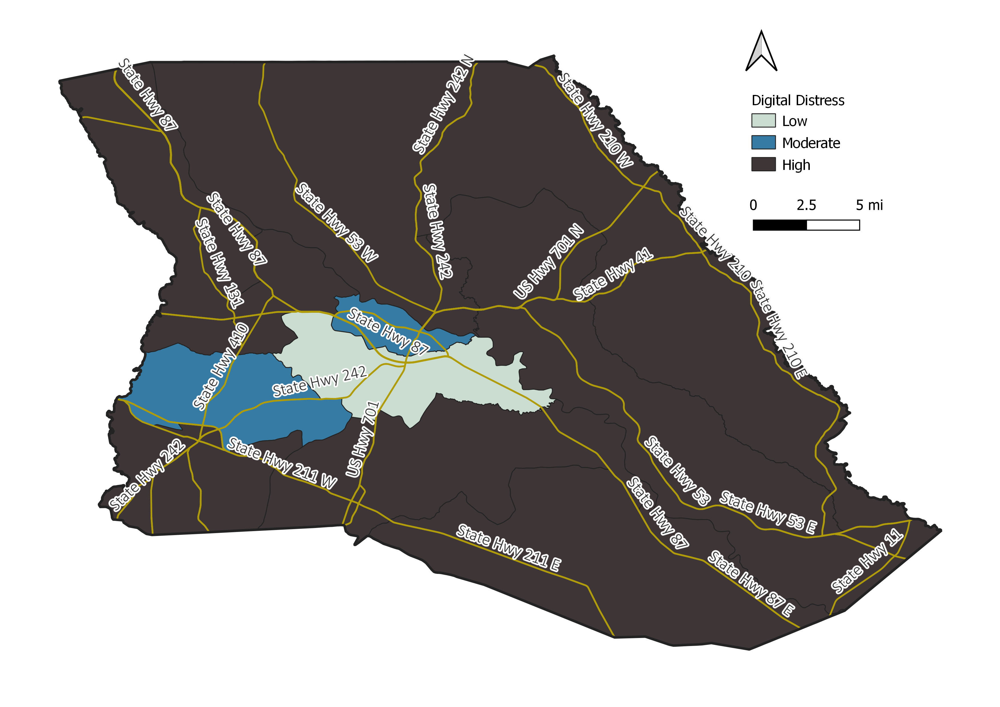 Digital Distress
Low
Moderate
High
0 2.5 5 mi
State Hwy 87
State Hwy 242 N
State Hwy 210 W
State Hwy 87
State Hwy 53 W
State Hwy 242
State Hwy 131
US Hwy 701 N
State Hwy 41
State Hwy 210
State Hwy 210 E
State Hwy 87
State Hwy 410
State Hwy 242
US Hwy 701
State Hwy 242
State Hwy 211 W
State Hwy 53
State Hwy 53 E
State Hwy 87
State Hwy 211 E
State Hwy 11
State Hwy 87 E